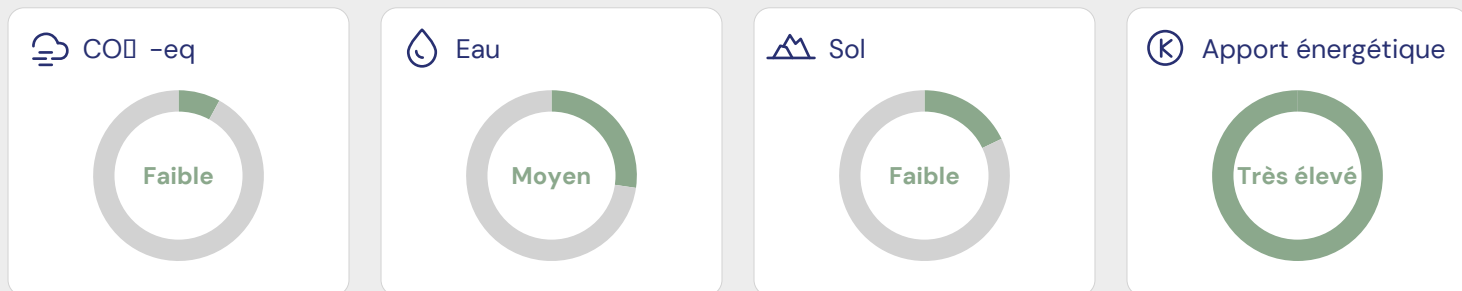 CO▯ -eq
Eau
Sol
Apport énergétique
Faible
Moyen
Faible
Très élevé